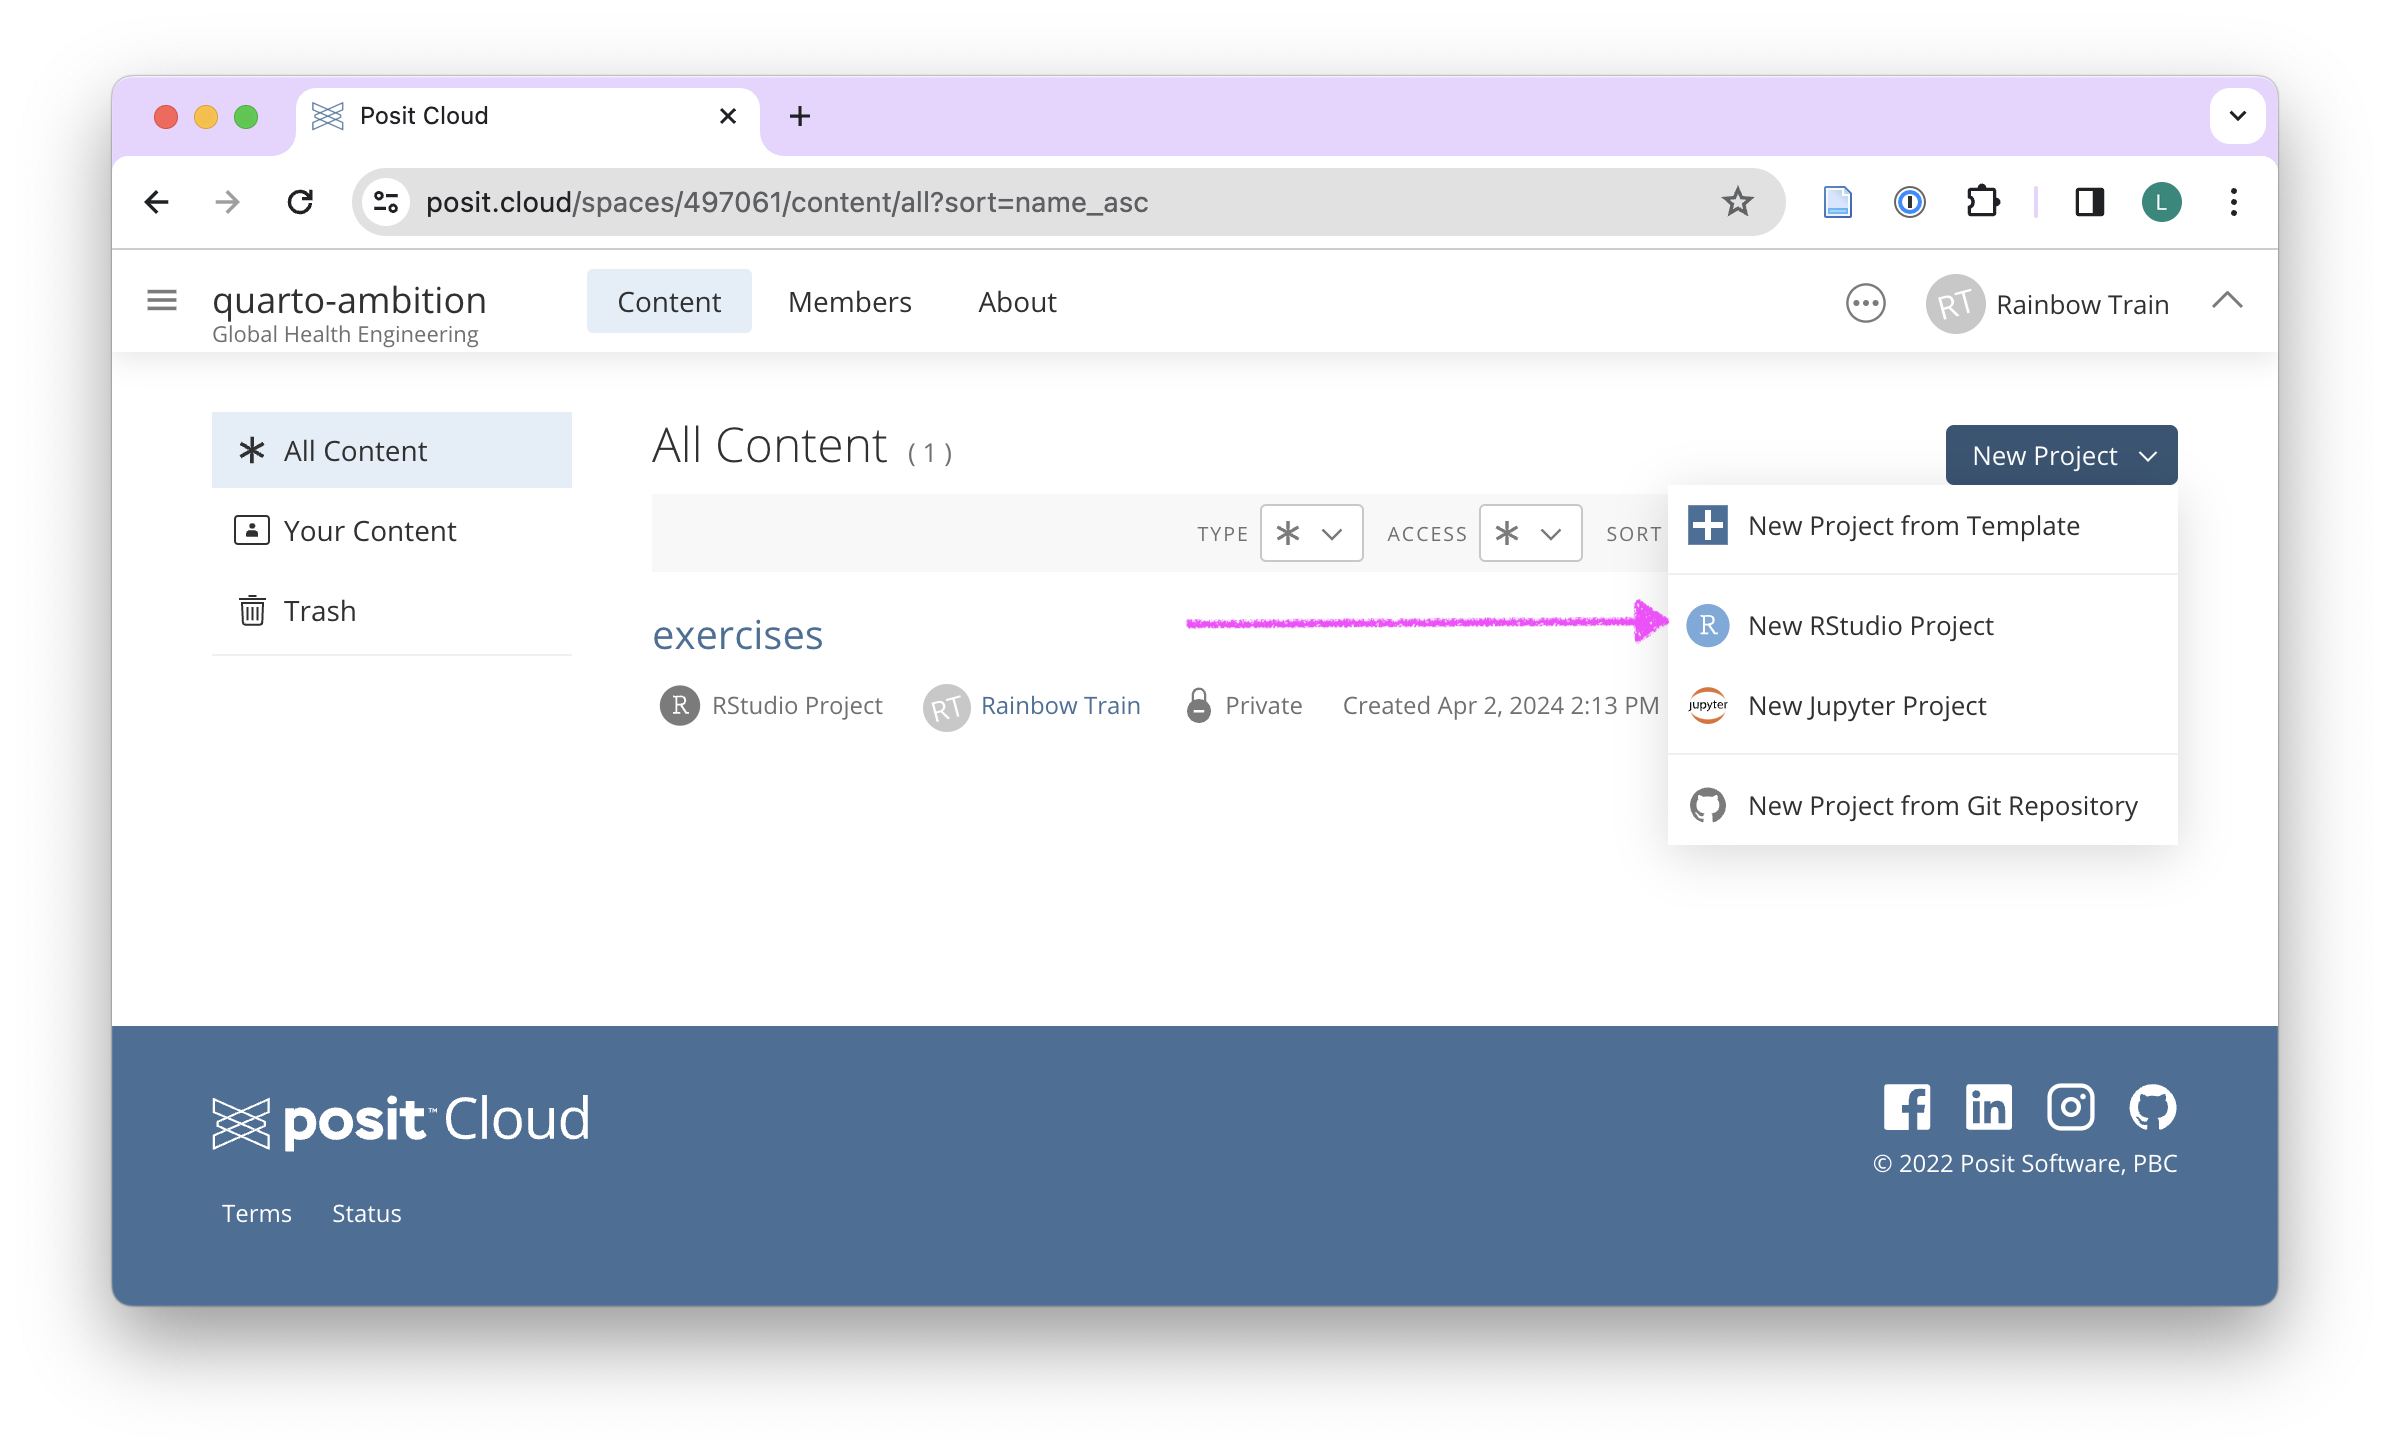 Posit Cloud
posit.cloud/spaces/497061/content/all?sort=name_asc
L
quarto-ambition
Global Health Engineering
Content
Members
About
RT
Rainbow Train
All Content
Your Content
Trash
All Content ( 1 )
New Project
TYPE
ACCESS
SORT
New Project from Template
R
New RStudio Project
jupyter
New Jupyter Project
New Project from Git Repository
exercises
R
RStudio Project
RT
Rainbow Train
Private
Created Apr 2, 2024 2:13 PM
posit™ Cloud
Terms
Status
in
© 2022 Posit Software, PBC